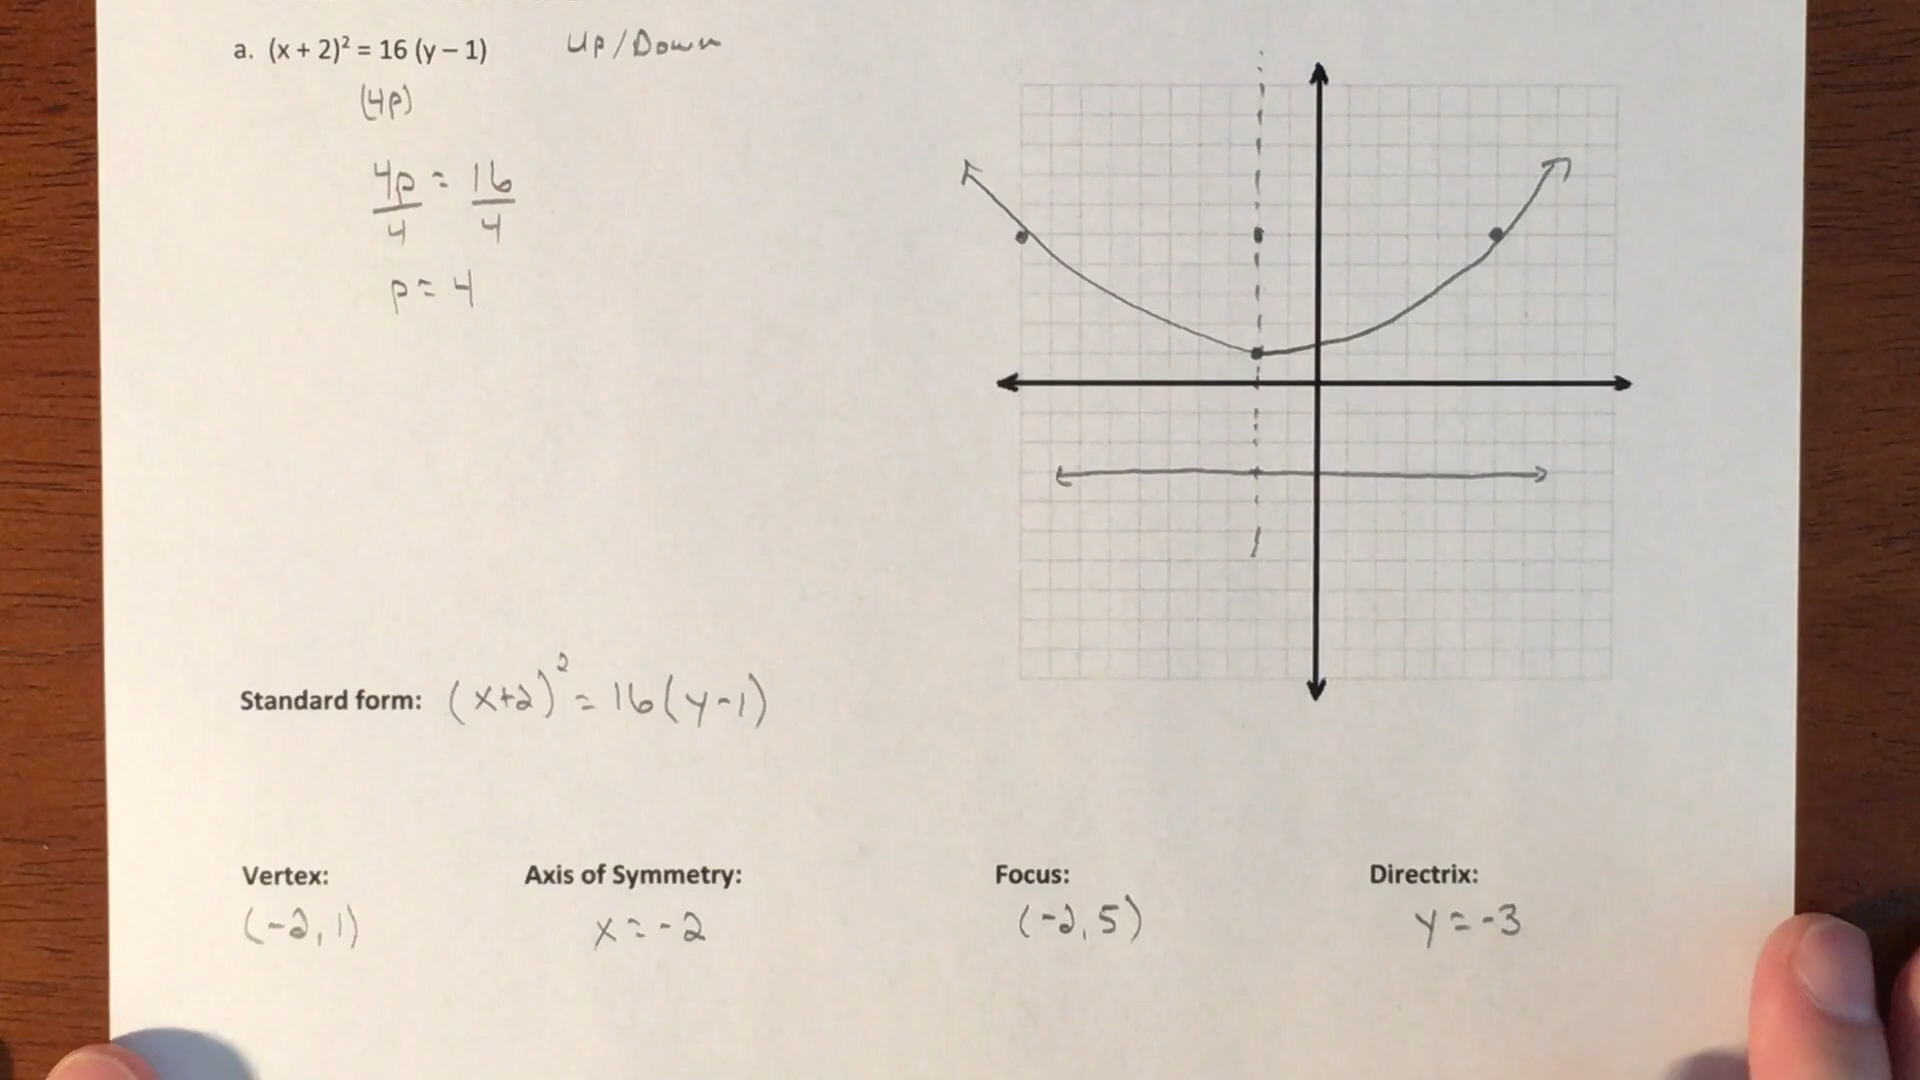 a. (x + 2)² = 16 (y – 1) Up/Down
(4p)
4p = 16
4 4
p = 4
Standard form: (x+2)² = 16(y-1)
Vertex: Axis of Symmetry: Focus: Directrix:
(-2,1) x = -2 (-2,5) y = -3